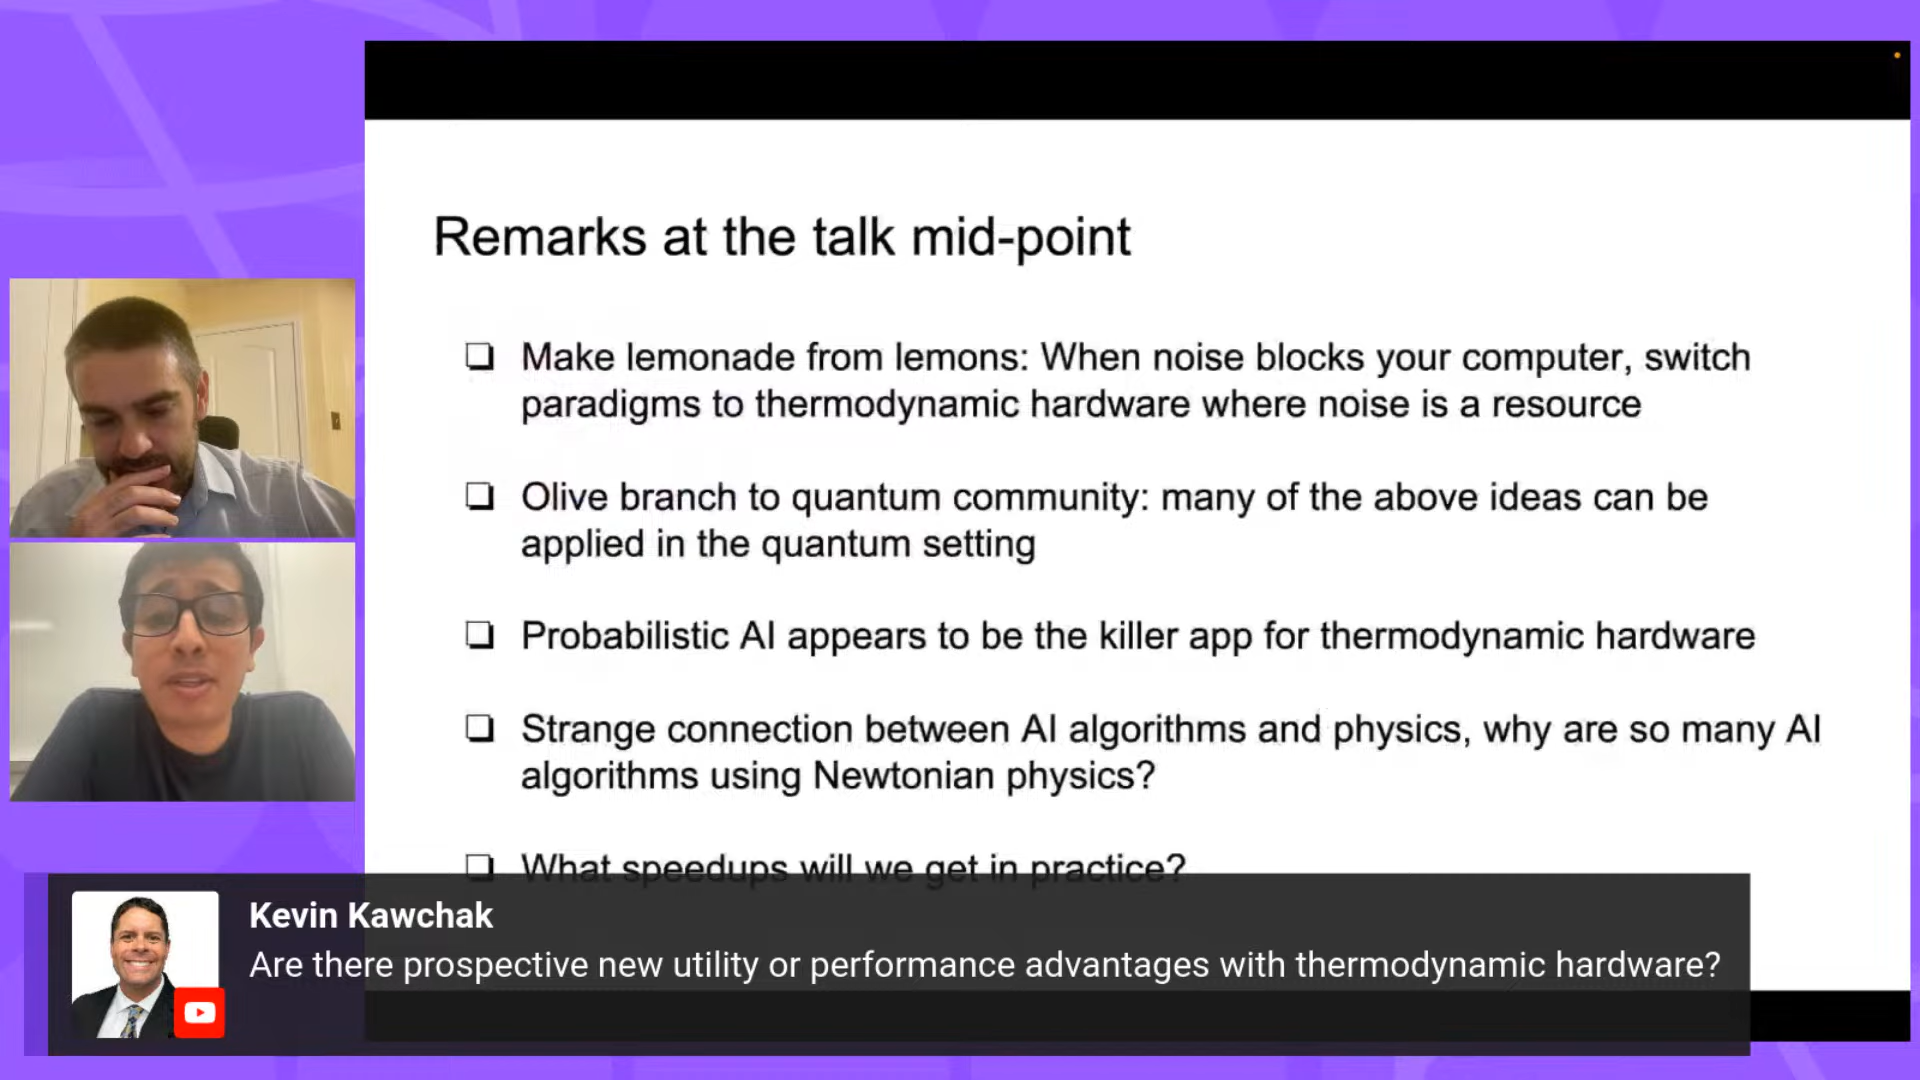 Remarks at the talk mid-point
Make lemonade from lemons: When noise blocks your computer, switch
paradigms to thermodynamic hardware where noise is a resource
Olive branch to quantum community: many of the above ideas can be
applied in the quantum setting
Probabilistic AI appears to be the killer app for thermodynamic hardware
Strange connection between AI algorithms and physics, why are so many AI
algorithms using Newtonian physics?
What speedups will we get in practice?
Kevin Kawchak
Are there prospective new utility or performance advantages with thermodynamic hardware?